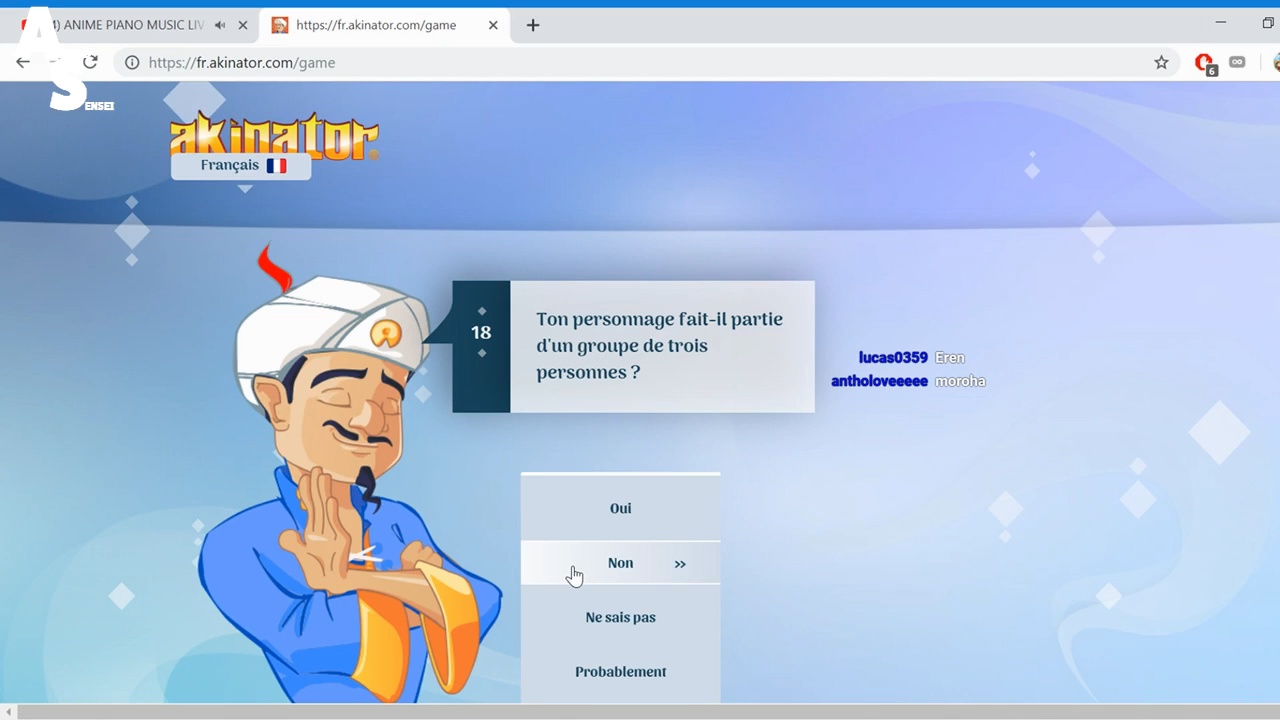 ) ANIME PIANO MUSIC LIV
https://fr.akinator.com/game
https://fr.akinator.com/game
6
AS
ENSEI
akinator
Français
18
Ton personnage fait-il partie
d'un groupe de trois
personnes ?
lucas0359 Eren
antholoveeeee moroha
Oui
Non
Ne sais pas
Probablement